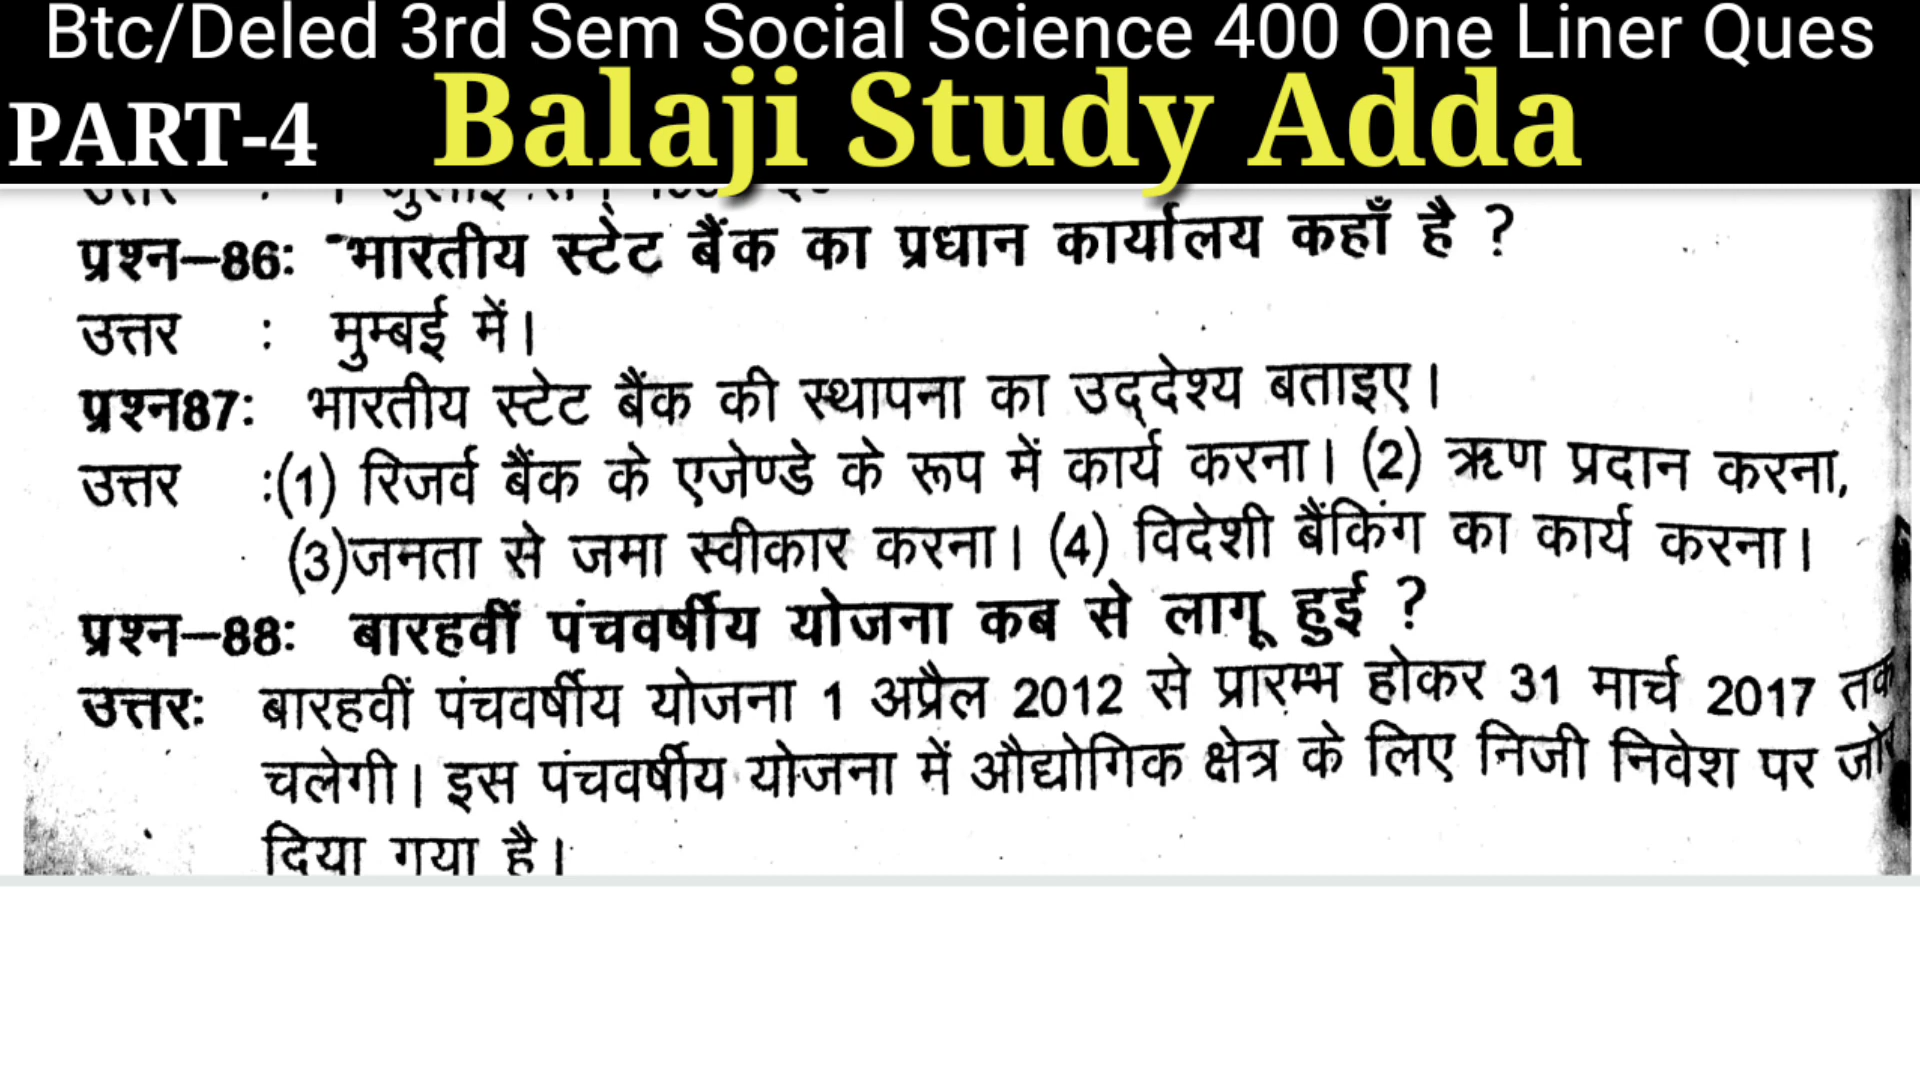 Btc/Deled 3rd Sem Social Science 400 One Liner Ques
PART-4 Balaji Study Adda
प्रश्न–86: भारतीय स्टेट बैंक का प्रधान कार्यालय कहाँ है ?
उत्तर : मुम्बई में।
प्रश्न87: भारतीय स्टेट बैंक की स्थापना का उद्देश्य बताइए।
उत्तर :(1) रिजर्व बैंक के एजेण्डे के रूप में कार्य करना। (2) ऋण प्रदान करना,
(3)जनता से जमा स्वीकार करना। (4) विदेशी बैंकिंग का कार्य करना।
प्रश्न–88: बारहवीं पंचवर्षीय योजना कब से लागू हुई ?
उत्तर: बारहवीं पंचवर्षीय योजना 1 अप्रैल 2012 से प्रारम्भ होकर 31 मार्च 2017 तक
चलेगी। इस पंचवर्षीय योजना में औद्योगिक क्षेत्र के लिए निजी निवेश पर
दिया गया है।